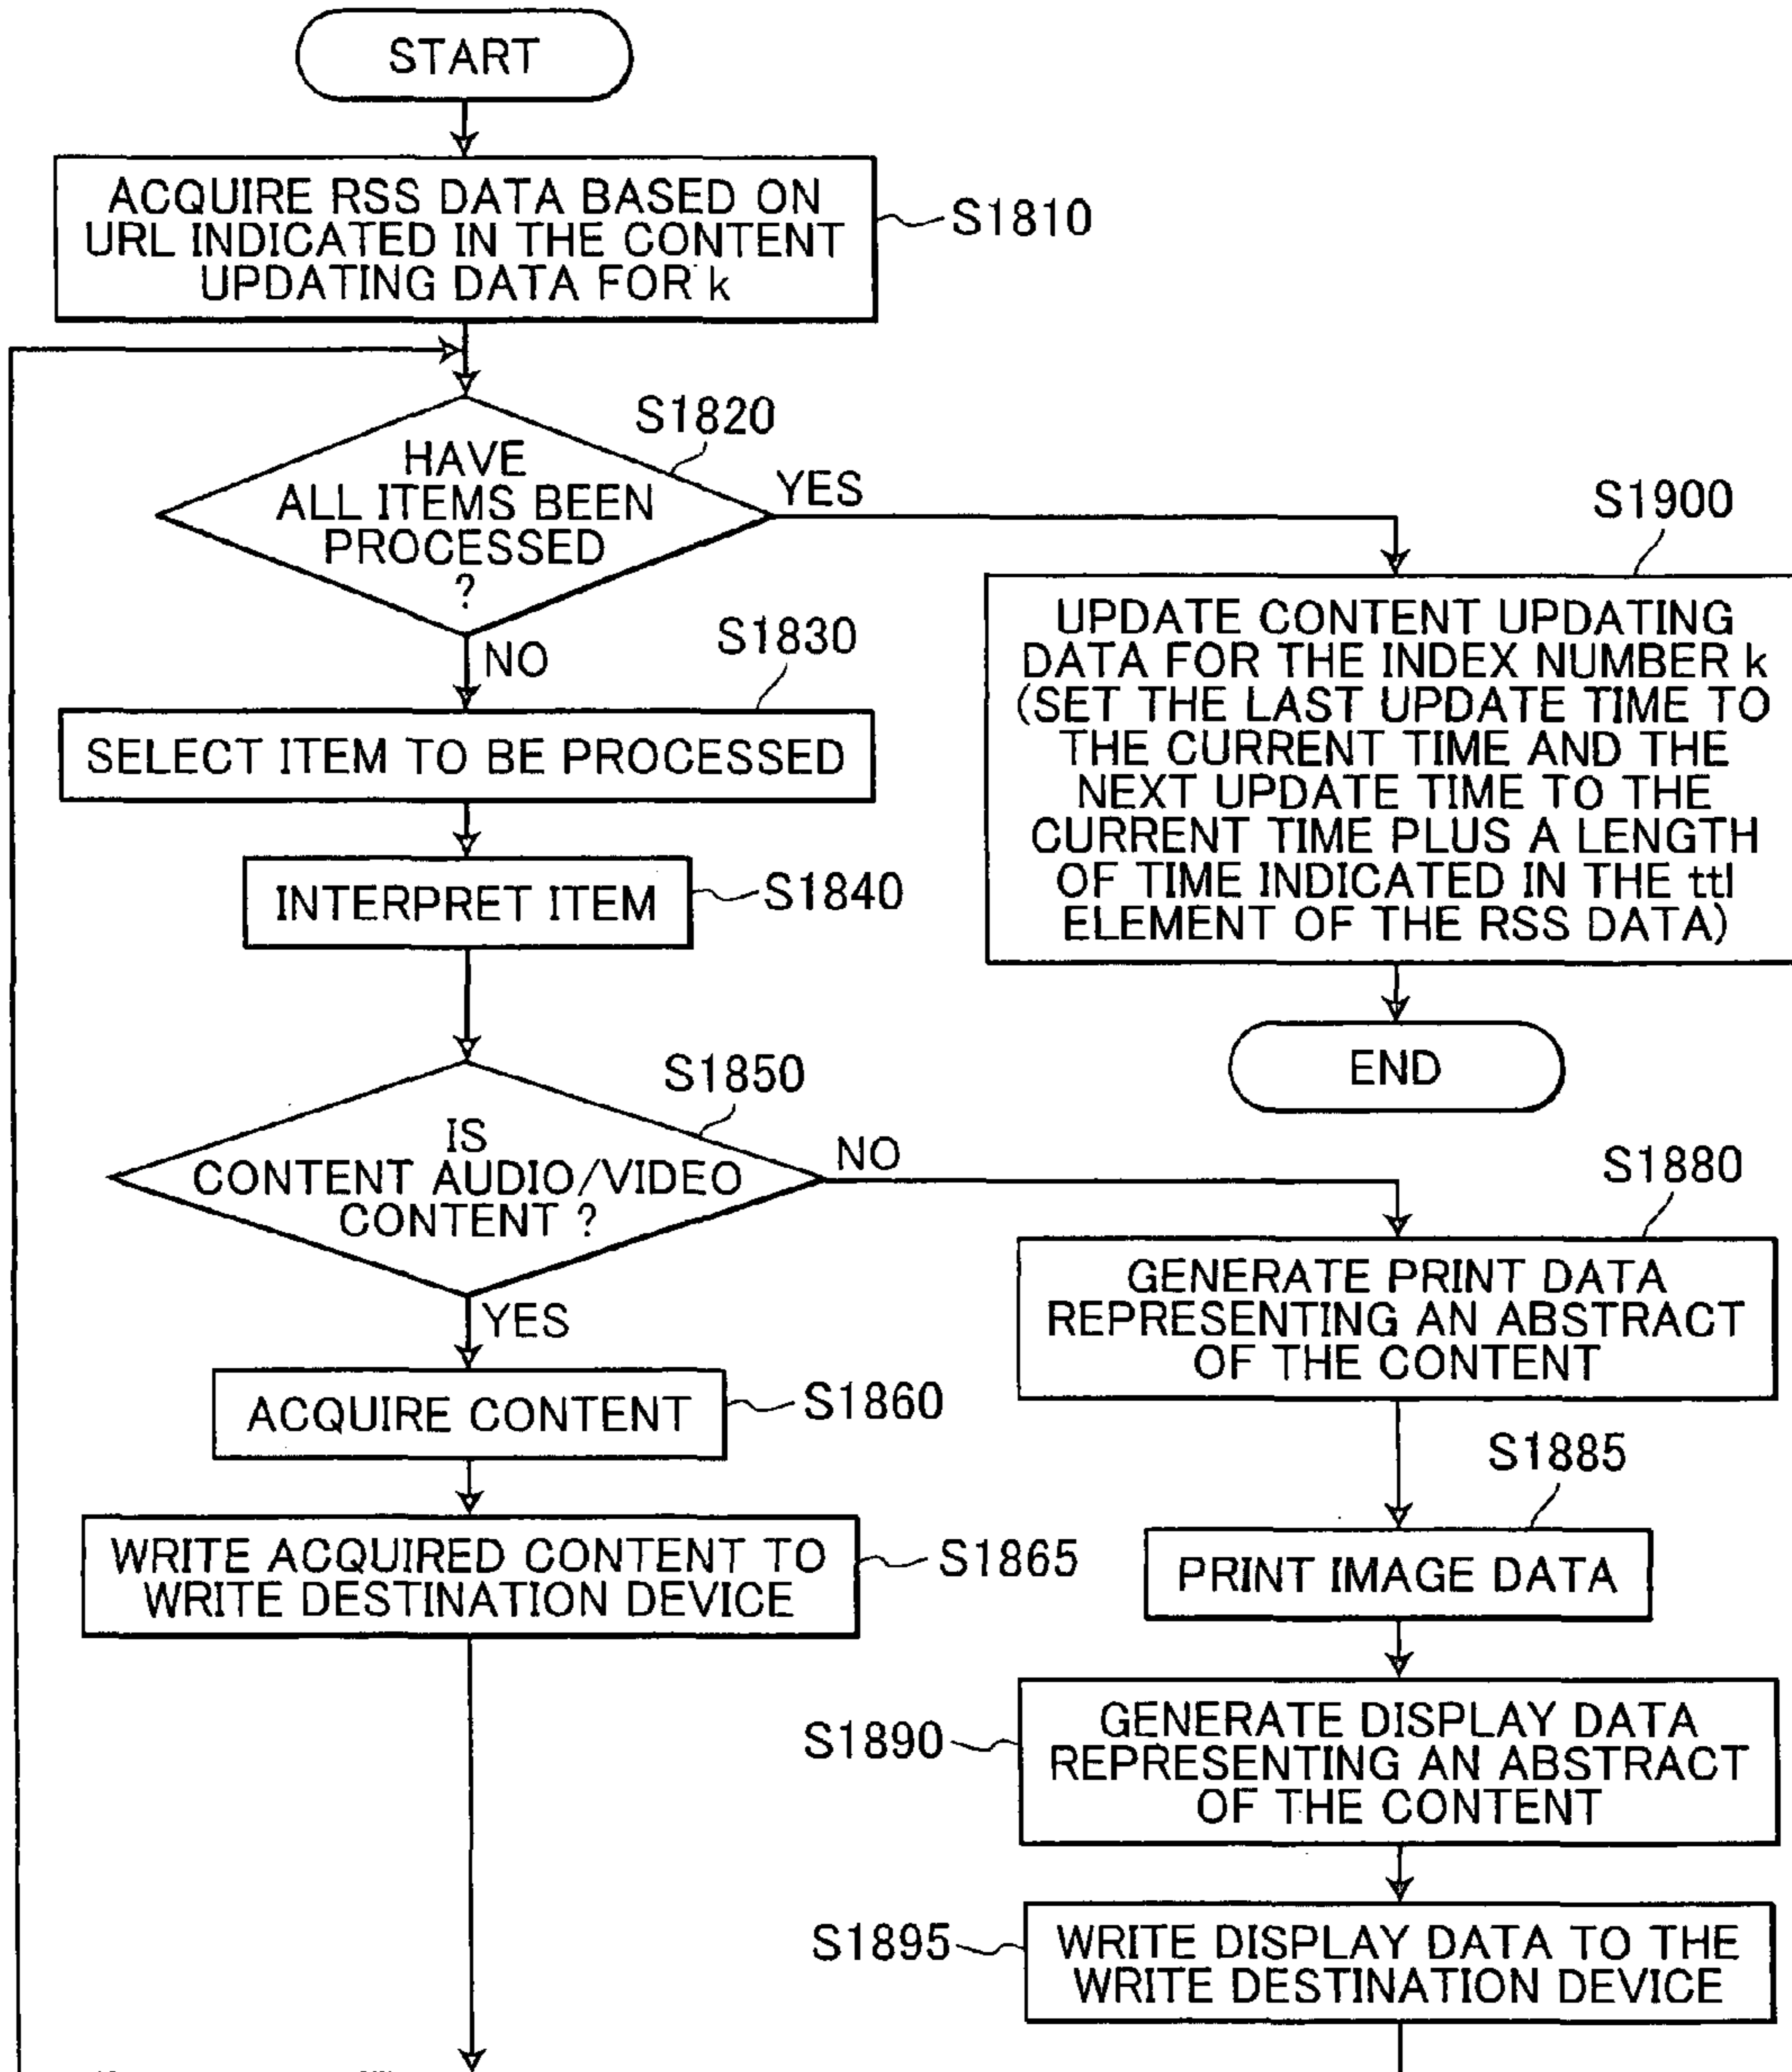 START
ACQUIRE RSS DATA BASED ON
URL INDICATED IN THE CONTENT
UPDATING DATA FOR k
S1810
S1820
HAVE
ALL ITEMS BEEN
PROCESSED
?
YES
NO
S1900
UPDATE CONTENT UPDATING
DATA FOR THE INDEX NUMBER k
(SET THE LAST UPDATE TIME TO
THE CURRENT TIME AND THE
NEXT UPDATE TIME TO THE
CURRENT TIME PLUS A LENGTH
OF TIME INDICATED IN THE ttl
ELEMENT OF THE RSS DATA)
END
S1830
SELECT ITEM TO BE PROCESSED
INTERPRET ITEM
S1840
S1850
IS
CONTENT AUDIO/VIDEO
CONTENT ?
NO
YES
ACQUIRE CONTENT
S1860
WRITE ACQUIRED CONTENT TO
WRITE DESTINATION DEVICE
S1865
S1880
GENERATE PRINT DATA
REPRESENTING AN ABSTRACT
OF THE CONTENT
S1885
PRINT IMAGE DATA
S1890
GENERATE DISPLAY DATA
REPRESENTING AN ABSTRACT
OF THE CONTENT
S1895
WRITE DISPLAY DATA TO THE
WRITE DESTINATION DEVICE